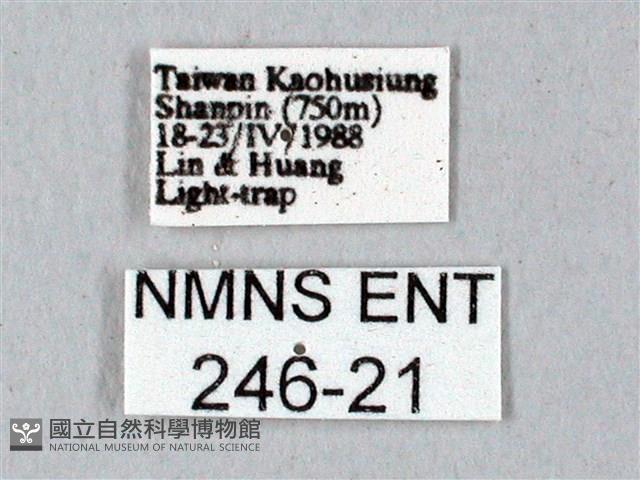 Taiwan Kaohusiung
Shanpin (750m)
18-23/IV/1988
Lin & Huang
Light-trap
NMNS ENT
246-21
國立自然科學博物館
NATIONAL MUSEUM OF NATURAL SCIENCE